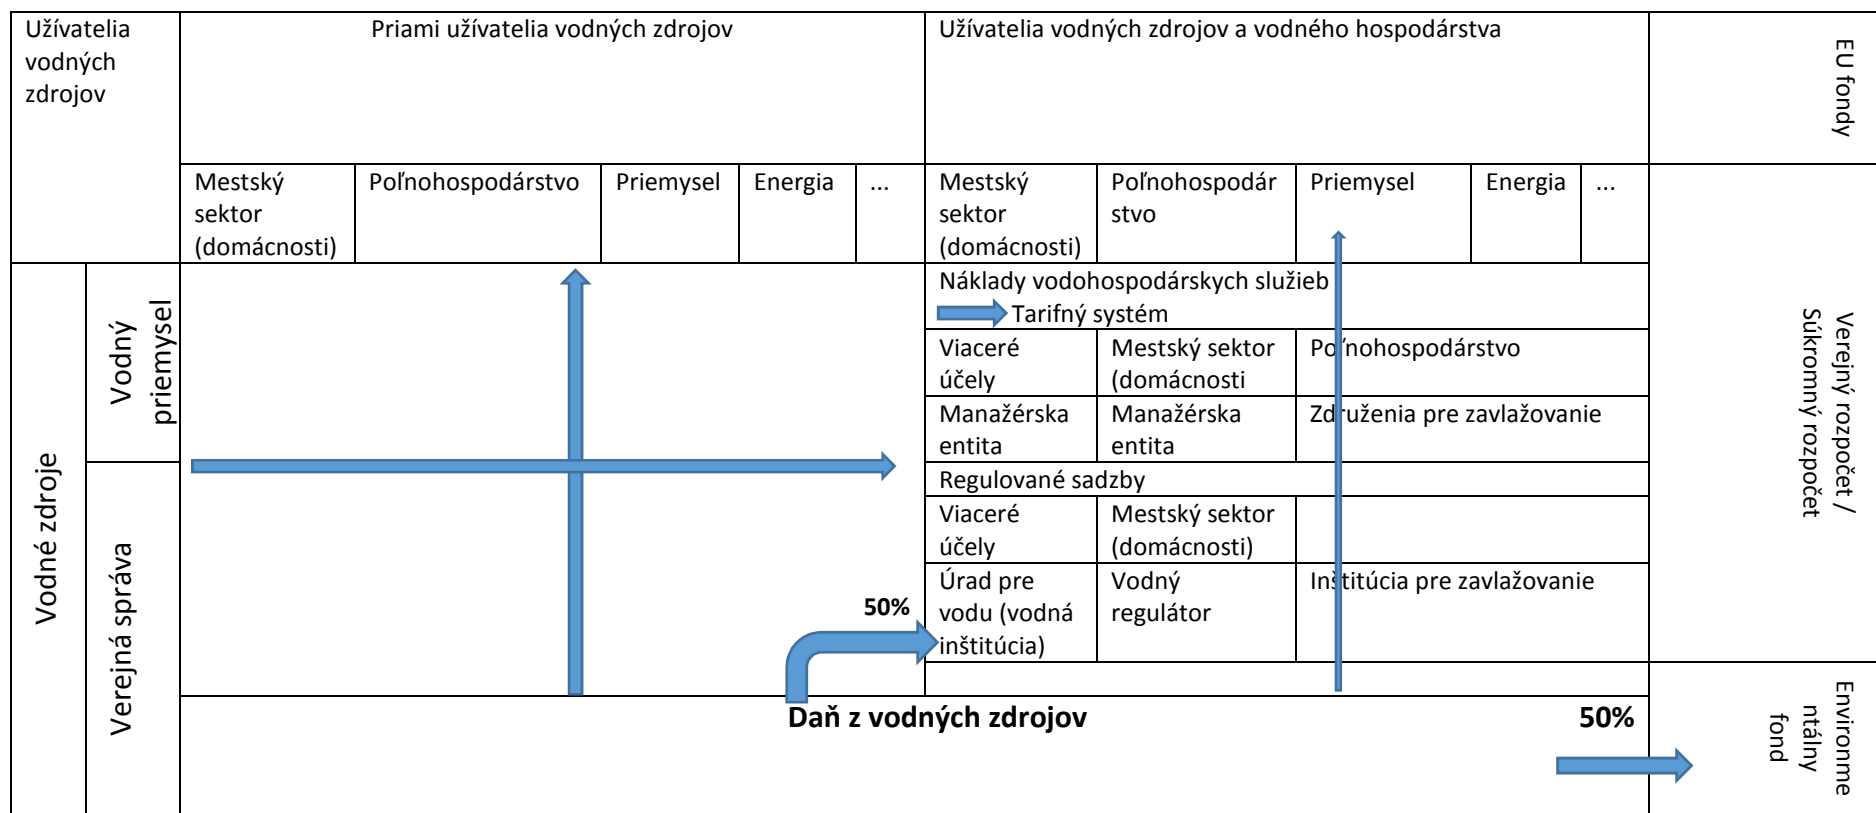 Užívatelia
vodných
zdrojov
Priami užívatelia vodných zdrojov
Užívatelia vodných zdrojov a vodného hospodárstva
EU fondy
Mestský
sektor
(domácnosti)
Poľnohospodárstvo
Priemysel
Energia
...
Mestský
sektor
(domácnosti)
Poľnohospodár
stvo
Priemysel
Energia
...
Verejný rozpočet /
Súkromný rozpočet
Vodné zdroje
Vodný
priemysel
Náklady vodohospodárskych služieb
Tarifný systém
Viaceré
účely
Mestský sektor
(domácnosti
Poľnohospodárstvo
Manažérska
entita
Manažérska
entita
Združenia pre zavlažovanie
Verejná správa
Regulované sadzby
Viaceré
účely
Mestský sektor
(domácnosti)
Úrad pre
vodu (vodná
inštitúcia)
Vodný
regulátor
Inštitúcia pre zavlažovanie
50%
Daň z vodných zdrojov
50%
Environme
ntálny
fond